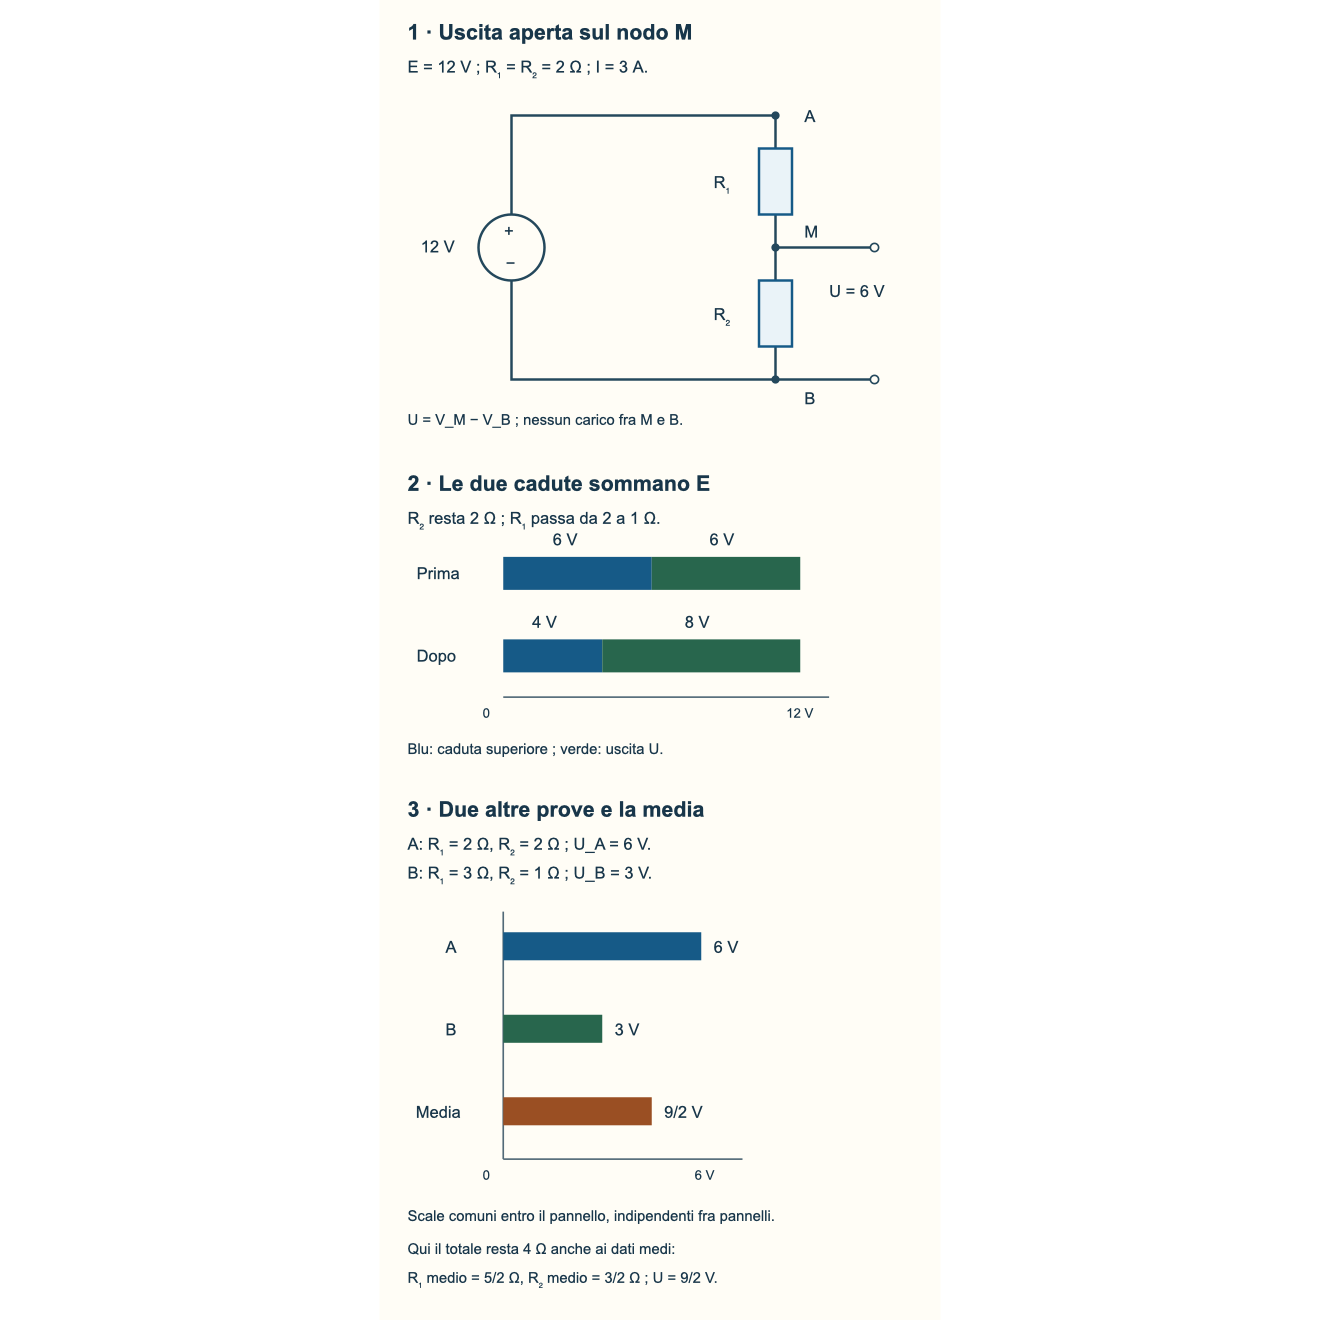 1 · Uscita aperta sul nodo M
E = 12 V ; R₁ = R₂ = 2 Ω ; I = 3 A.
A
R₁
M
12 V
+
−
U = 6 V
R₂
B
U = V_M − V_B ; nessun carico fra M e B.
2 · Le due cadute sommano E
R₂ resta 2 Ω ; R₁ passa da 2 a 1 Ω.
6 V 6 V
Prima
4 V 8 V
Dopo
0 12 V
Blu: caduta superiore ; verde: uscita U.
3 · Due altre prove e la media
A: R₁ = 2 Ω, R₂ = 2 Ω ; U_A = 6 V.
B: R₁ = 3 Ω, R₂ = 1 Ω ; U_B = 3 V.
A 6 V
B 3 V
Media 9/2 V
0 6 V
Scale comuni entro il pannello, indipendenti fra pannelli.
Qui il totale resta 4 Ω anche ai dati medi:
R₁ medio = 5/2 Ω, R₂ medio = 3/2 Ω ; U = 9/2 V.